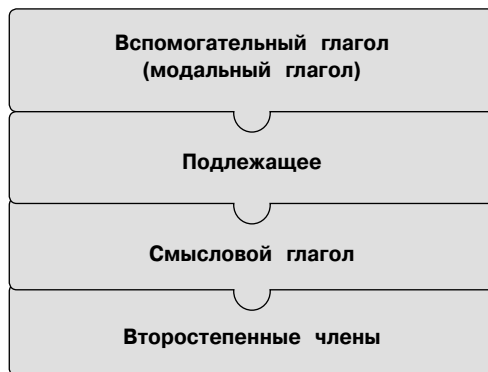 Вспомогательный глагол
(модальный глагол)
Подлежащее
Смысловой глагол
Второстепенные члены